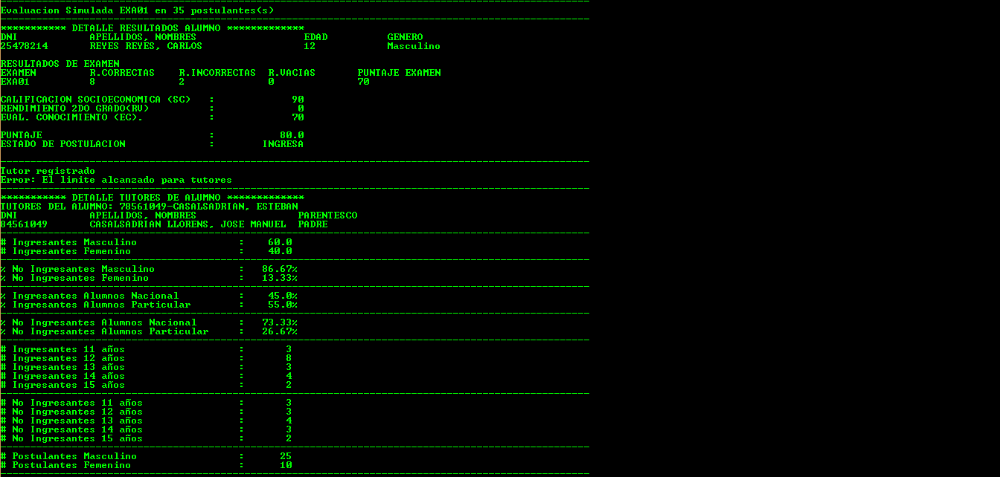 Evaluacion Simulada EXA01 en 35 postulantes(s)
*********** DETALLE RESULTADOS ALUMNO *************
DNI APELLIDOS, NOMBRES EDAD GENERO
25478214 REYES REYES, CARLOS 12 Masculino
RESULTADOS DE EXAMEN
EXAMEN R.CORRECTAS R.INCORRECTAS R.VACIAS PUNTAJE EXAMEN
EXA01 8 2 0 70
CALIFICACION SOCIOECONOMICA (SC) : 90
RENDIMIENTO 2DO GRADO(RV) : 0
EVAL. CONOCIMIENTO (EC). : 70
PUNTAJE : 80.0
ESTADO DE POSTULACION : INGRESA
Tutor registrado
Error: El limite alcanzado para tutores
*********** DETALLE TUTORES DE ALUMNO *************
TUTORES DEL ALUMNO: 78561049-CASALSADRIAN, ESTEBAN
DNI APELLIDOS, NOMBRES PARENTESCO
84561049 CASALSADRIAN LLORENS, JOSE MANUEL PADRE
# Ingresantes Masculino : 60.0
# Ingresantes Femenino : 40.0
% No Ingresantes Masculino : 86.67%
% No Ingresantes Femenino : 13.33%
% Ingresantes Alumnos Nacional : 45.0%
% Ingresantes Alumnos Particular : 55.0%
% No Ingresantes Alumnos Nacional : 73.33%
% No Ingresantes Alumnos Particular : 26.67%
# Ingresantes 11 años : 3
# Ingresantes 12 años : 8
# Ingresantes 13 años : 3
# Ingresantes 14 años : 4
# Ingresantes 15 años : 2
# No Ingresantes 11 años : 3
# No Ingresantes 12 años : 3
# No Ingresantes 13 años : 4
# No Ingresantes 14 años : 3
# No Ingresantes 15 años : 2
# Postulantes Masculino : 25
# Postulantes Femenino : 10